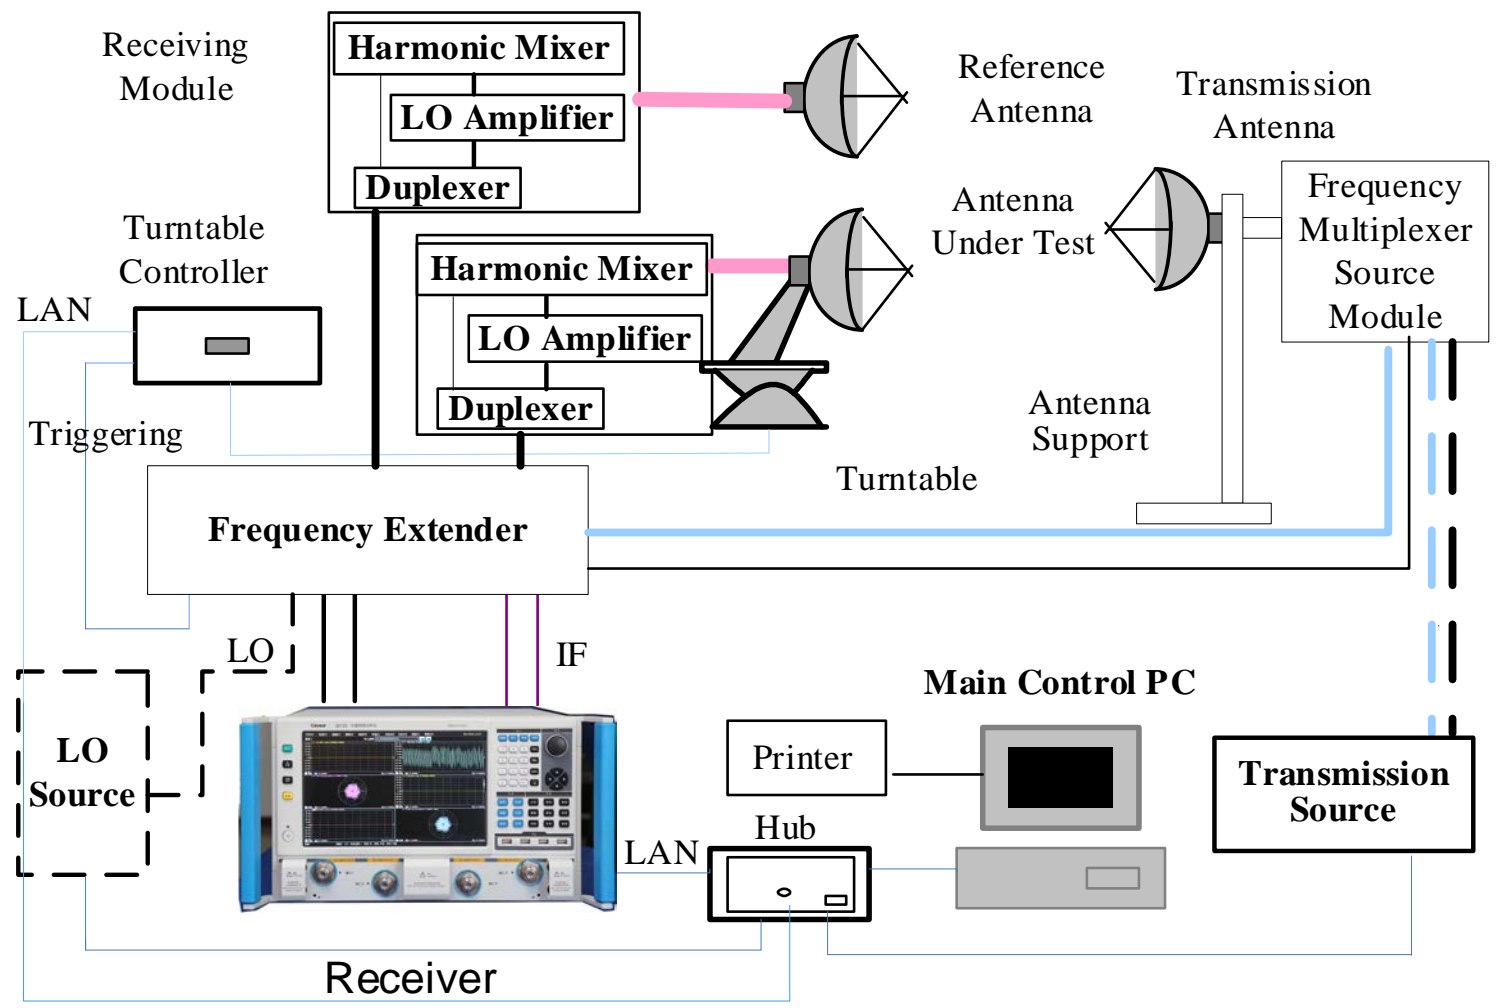 Receiving
Module
Harmonic Mixer
LO Amplifier
Duplexer
Reference
Antenna
Transmission
Antenna
Frequency
Multiplexer
Source
Module
Turntable
Controller
LAN
Triggering
Harmonic Mixer
LO Amplifier
Duplexer
Antenna
Under Test
Antenna
Support
Turntable
Frequency Extender
LO
IF
LO
Source
Main Control PC
Printer
Hub
LAN
Transmission
Source
Receiver